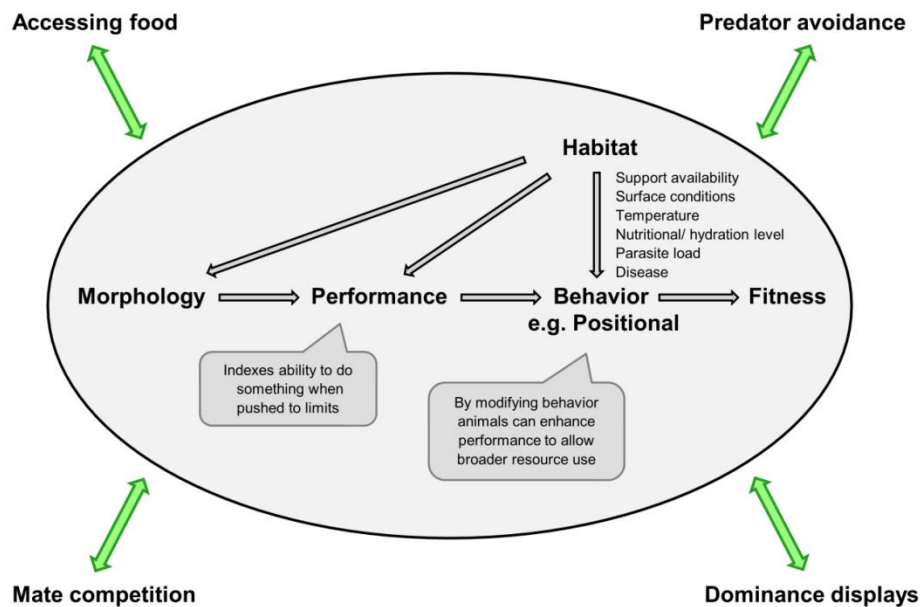 Accessing food
Predator avoidance
Habitat
Support availability
Surface conditions
Temperature
Nutritional/ hydration level
Parasite load
Disease
Morphology
Performance
Behavior
e.g. Positional
Fitness
Indexes ability to do
something when
pushed to limits
By modifying behavior
animals can enhance
performance to allow
broader resource use
Mate competition
Dominance displays